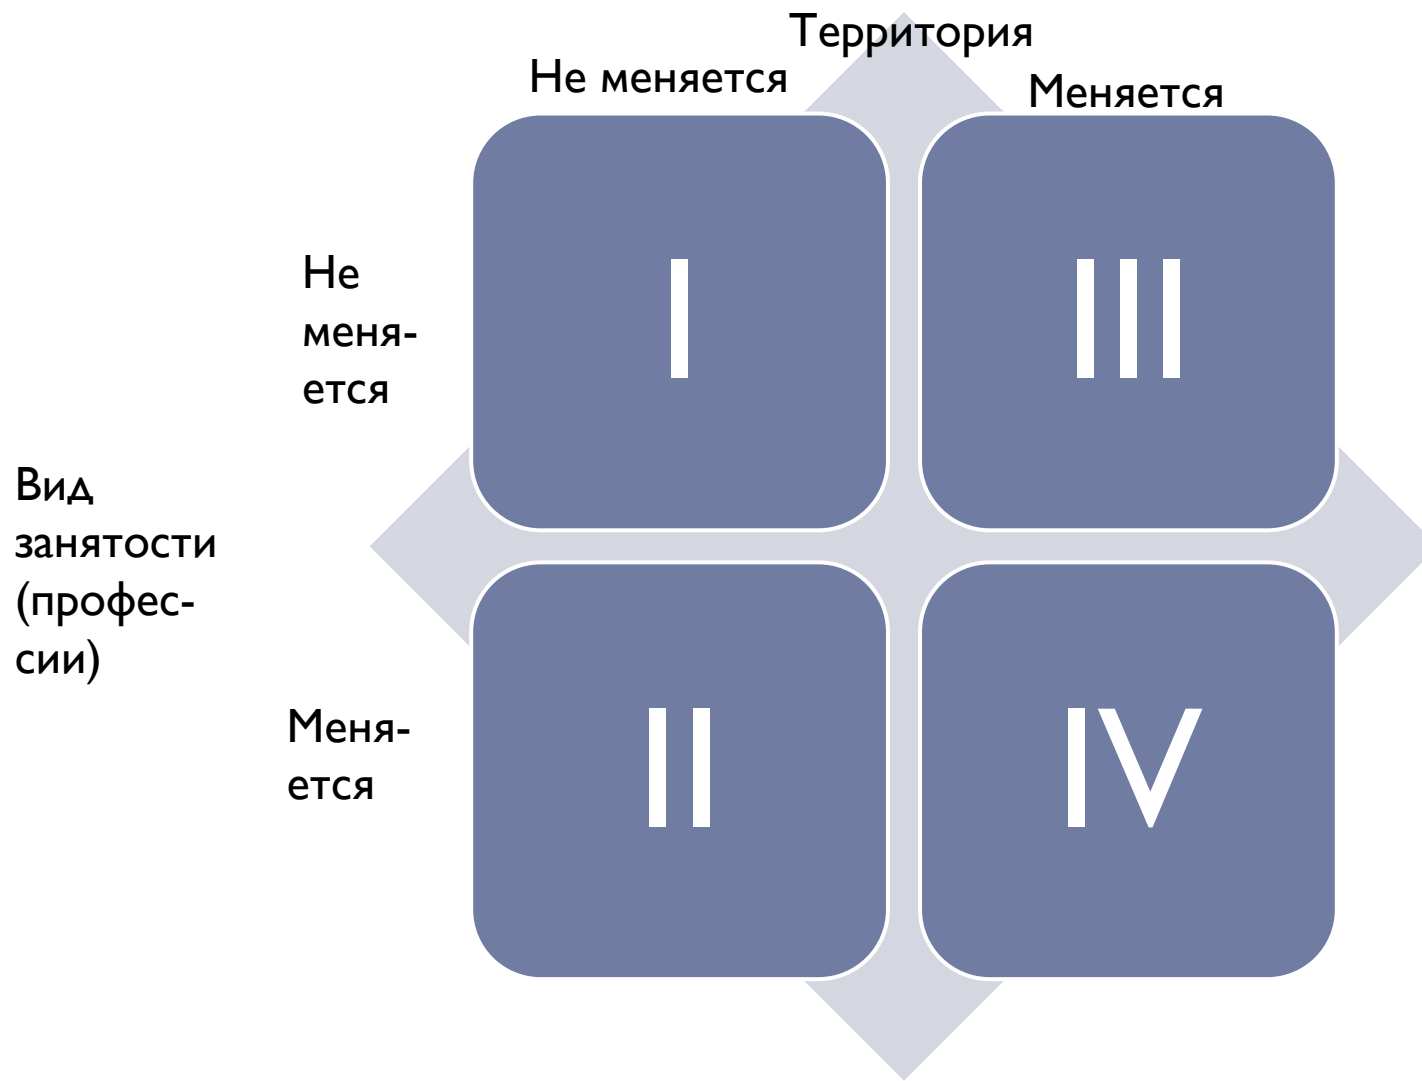 Территория
Не меняется
Меняется
Не
меня-
ется
I
III
Вид
занятости
(профес-
сии)
Меня-
ется
II
IV